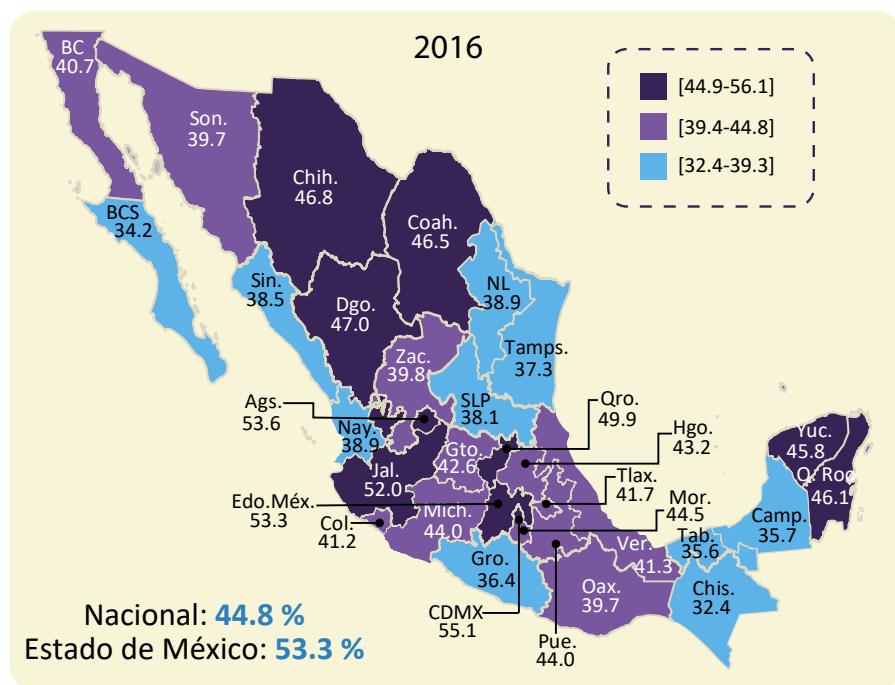 2016
[44.9-56.1]
[39.4-44.8]
[32.4-39.3]
BC
40.7
Son.
39.7
Chih.
46.8
Coah.
46.5
BCS
34.2
Sin.
38.5
NL
38.9
Dgo.
47.0
Tamps.
37.3
Zac.
39.8
SLP
38.1
Ags.
53.6
Qro.
49.9
Nay.
38.9
Hgo.
43.2
Gto.
42.6
Yuc.
45.8
Q. Roo
46.1
Jal.
52.0
Tlax.
41.7
Edo.Méx.
53.3
Mor.
44.5
Col.
41.2
Mich.
44.0
Camp.
35.7
Ver.
41.3
Tab.
35.6
Gro.
36.4
Oax.
39.7
Chis.
32.4
CDMX
55.1
Pue.
44.0
Nacional: 44.8 %
Estado de México: 53.3 %